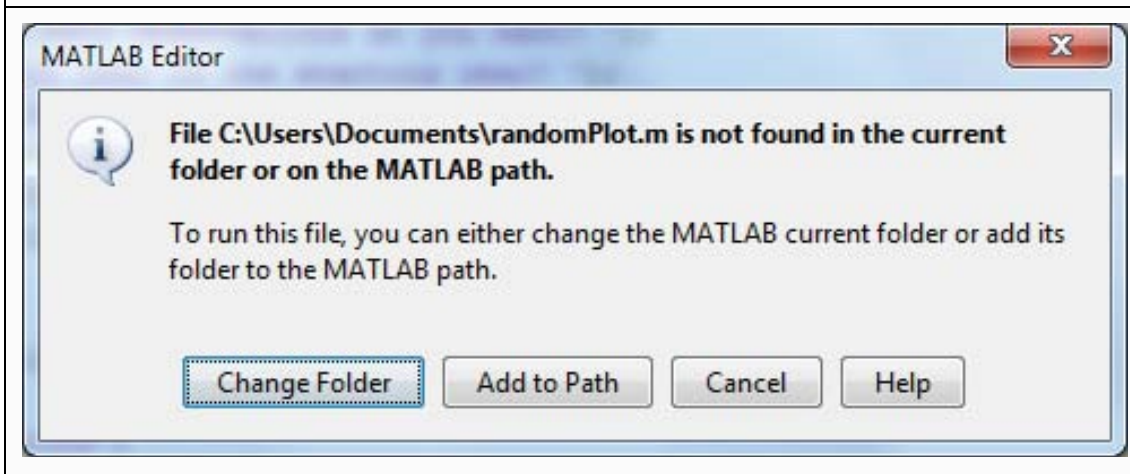 MATLAB Editor
File C:\Users\Documents\randomPlot.m is not found in the current
folder or on the MATLAB path.
To run this file, you can either change the MATLAB current folder or add its
folder to the MATLAB path.
Change Folder Add to Path Cancel Help